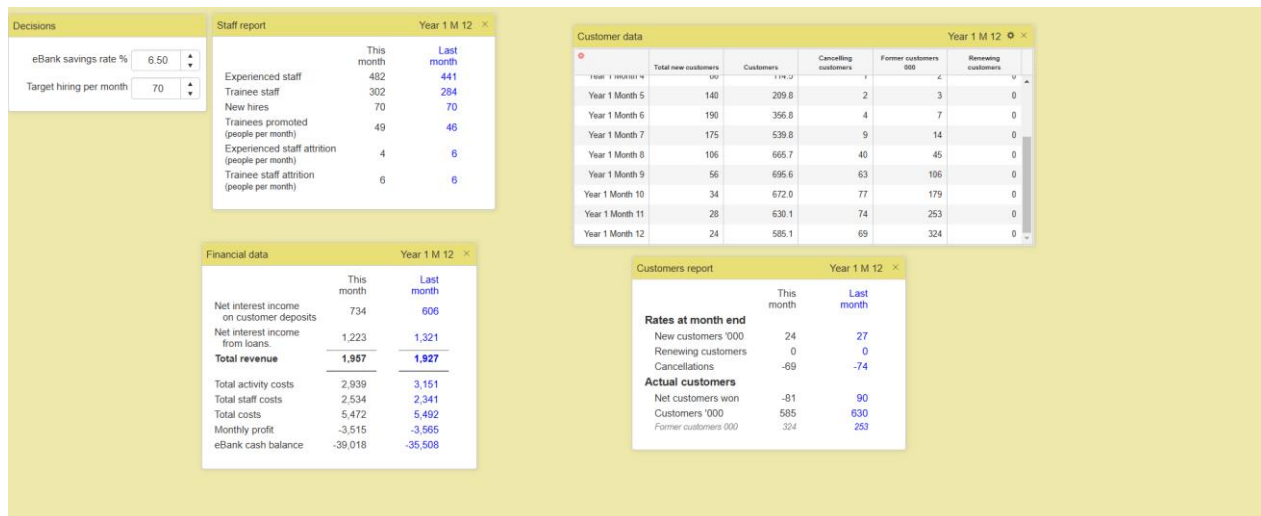 Decisions
eBank savings rate % 6.50
Target hiring per month 70
Staff report Year 1 M 12 ×
This month Last month
Experienced staff 482 441
Trainee staff 302 284
New hires 70 70
Trainees promoted (people per month) 49 46
Experienced staff attrition (people per month) 4 6
Trainee staff attrition (people per month) 6 6
Customer data Year 1 M 12 ×
Total new customers Customers Cancelling customers Former customers 000 Renewing customers
Year 1 Month 5 140 209.8 2 3 0
Year 1 Month 6 190 356.8 4 7 0
Year 1 Month 7 175 539.8 9 14 0
Year 1 Month 8 106 665.7 40 45 0
Year 1 Month 9 56 695.6 63 106 0
Year 1 Month 10 34 672.0 77 179 0
Year 1 Month 11 28 630.1 74 253 0
Year 1 Month 12 24 585.1 69 324 0
Financial data Year 1 M 12 ×
This month Last month
Net interest income on customer deposits 734 606
Net interest income from loans. 1,223 1,321
Total revenue 1,957 1,927
Total activity costs 2,939 3,151
Total staff costs 2,534 2,341
Total costs 5,472 5,492
Monthly profit -3,515 -3,565
eBank cash balance -39,018 -35,508
Customers report Year 1 M 12 ×
This month Last month
Rates at month end
New customers '000 24 27
Renewing customers 0 0
Cancellations -69 -74
Actual customers
Net customers won -81 90
Customers '000 585 630
Former customers 000 324 253